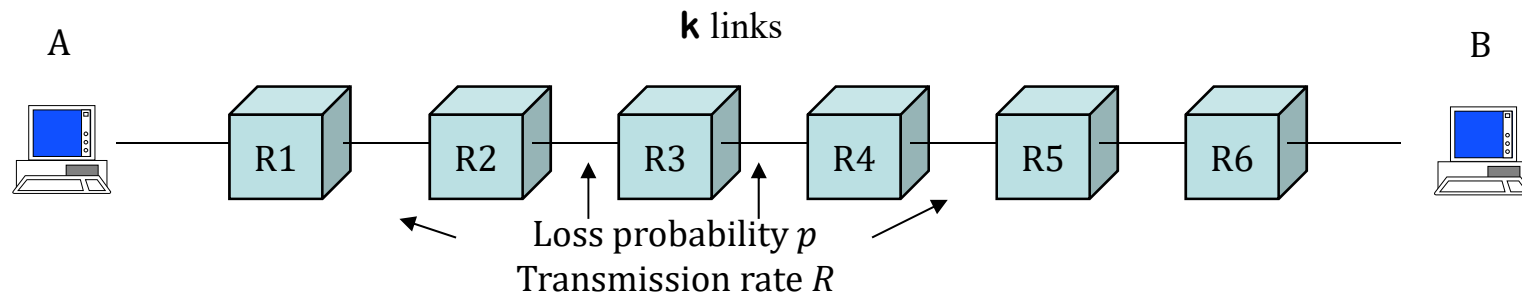 k links
A
B
R1 R2 R3 R4 R5 R6
Loss probability p
Transmission rate R